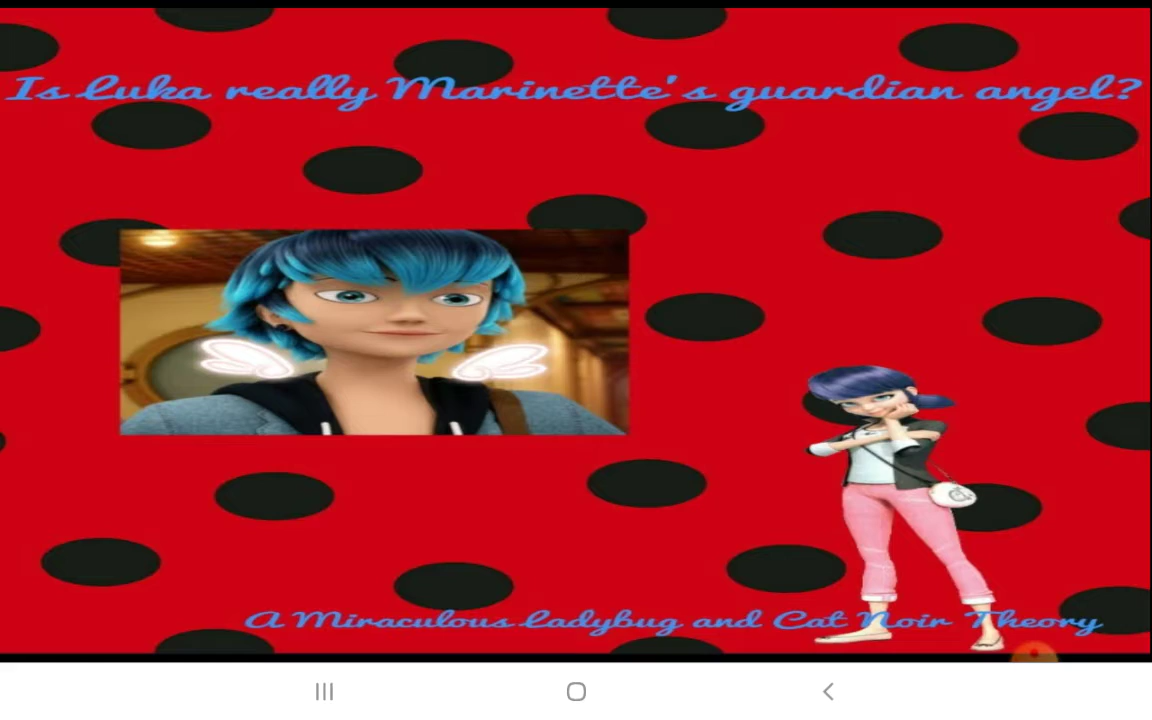 Is Luka really Marinette's guardian angel?
A Miraculous Ladybug and Cat Noir Theory